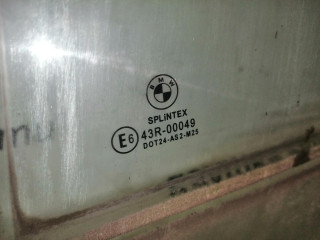 BMW
SPLiNTEX
E6 43R-00049
DOT24-AS2-M25